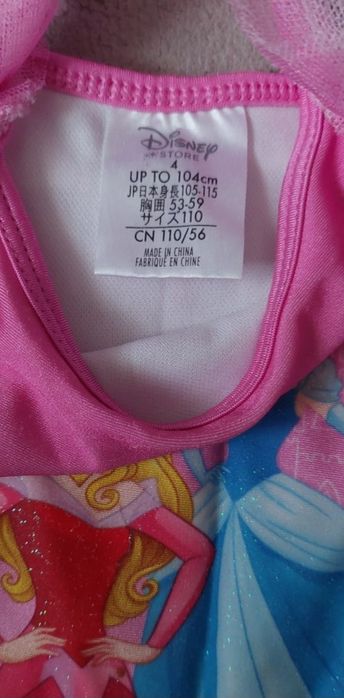 Disney
STORE
4
UP TO 104cm
JP日本身長105-115
胸囲 53-59
サイズ110
CN 110/56
MADE IN CHINA
FABRIQUÉ EN CHINE